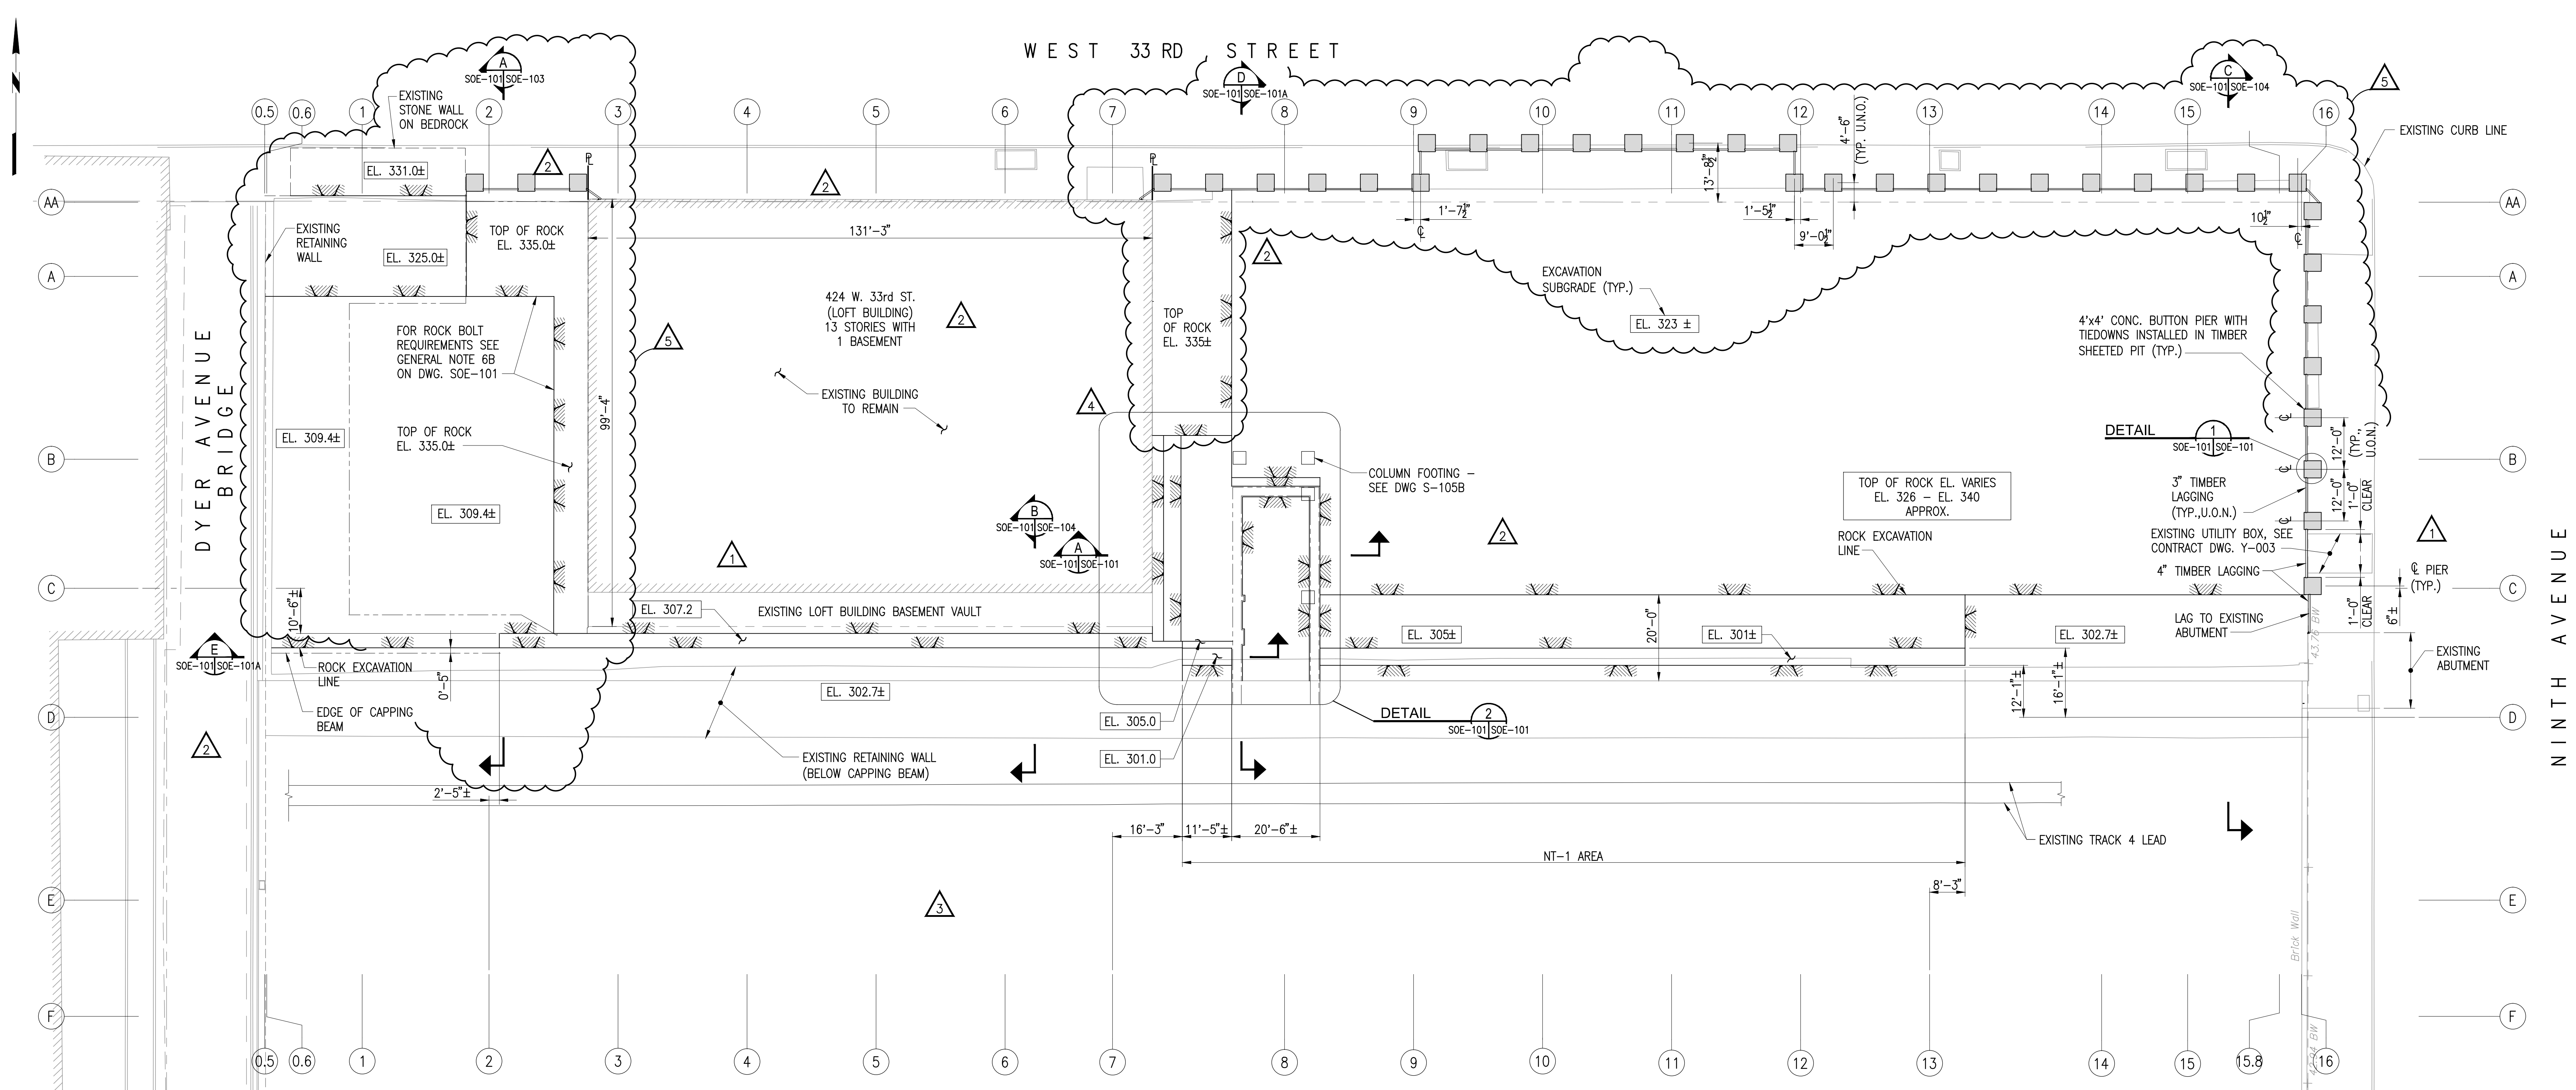 N
WEST 33 RD STREET
A
SOE-101 SOE-103
D
SOE-101 SOE-101A
C
SOE-101 SOE-104
5
EXISTING
STONE WALL
ON BEDROCK
0.5
0.6
1
2
3
4
5
6
7
8
9
10
11
12
13
14
15
16
4'-6"
(TYP. U.N.O.)
EXISTING CURB LINE
EL. 331.0±
2
2
PL
PL
13'-8½"
AA
AA
EXISTING
RETAINING
WALL
TOP OF ROCK
EL. 335.0±
131'-3"
1'-7½"
CL
1'-5½"
9'-0½"
10½"
CL
EL. 325.0±
2
A
A
EXCAVATION
SUBGRADE (TYP.)
EL. 323 ±
424 W. 33rd ST.
(LOFT BUILDING)
13 STORIES WITH
1 BASEMENT
2
TOP
OF ROCK
EL. 335±
FOR ROCK BOLT
REQUIREMENTS SEE
GENERAL NOTE 6B
ON DWG. SOE-101
5
4'x4' CONC. BUTTON PIER WITH
TIEDOWNS INSTALLED IN TIMBER
SHEETED PIT (TYP.)
DYER AVENUE
BRIDGE
99'-4"
EXISTING BUILDING
TO REMAIN
4
EL. 309.4±
TOP OF ROCK
EL. 335.0±
DETAIL
1
SOE-101 SOE-101
CL
12'-0"
(TYP.,
U.O.N.)
B
B
COLUMN FOOTING -
SEE DWG S-105B
TOP OF ROCK EL. VARIES
EL. 326 - EL. 340
APPROX.
3" TIMBER
LAGGING
(TYP.,U.O.N.)
CL
12'-0"
1'-0"
CLEAR
CL
EL. 309.4±
B
SOE-101 SOE-104
A
SOE-101 SOE-101
1
2
ROCK EXCAVATION
LINE
EXISTING UTILITY BOX, SEE
CONTRACT DWG. Y-003
4" TIMBER LAGGING
1
NINTH AVENUE
CL PIER
(TYP.)
C
C
10'-6"±
EL. 307.2
EXISTING LOFT BUILDING BASEMENT VAULT
20'-0"
EL. 305±
EL. 301±
EL. 302.7±
LAG TO EXISTING
ABUTMENT
1'-0"
CLEAR
6"±
43.76 BW
E
SOE-101 SOE-101A
ROCK EXCAVATION
LINE
0'-5"
EL. 302.7±
EXISTING
ABUTMENT
12'-1"±
16'-1"±
EDGE OF CAPPING
BEAM
EL. 305.0
DETAIL
2
SOE-101 SOE-101
D
D
2
EXISTING RETAINING WALL
(BELOW CAPPING BEAM)
EL. 301.0
2'-5"±
16'-3"
11'-5"±
20'-6"±
EXISTING TRACK 4 LEAD
NT-1 AREA
8'-3"
3
E
E
Brick Wall
F
F
0.5
0.6
1
2
3
4
5
6
7
8
9
10
11
12
13
14
15
15.8
16